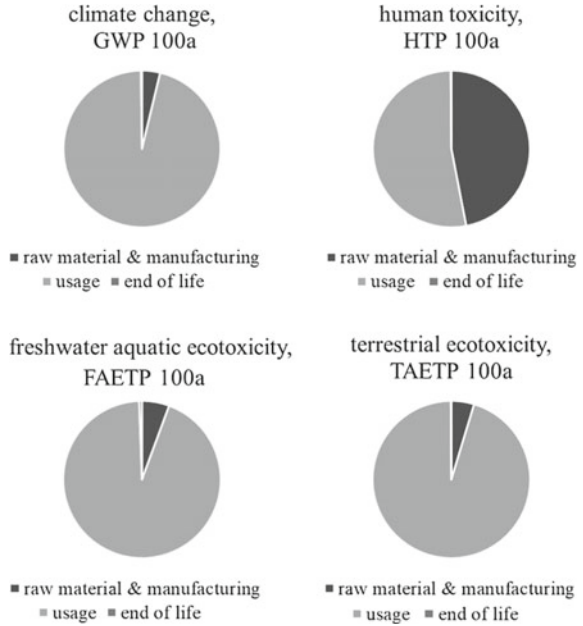 climate change,
GWP 100a
raw material & manufacturing
usage end of life
human toxicity,
HTP 100a
raw material & manufacturing
usage end of life
freshwater aquatic ecotoxicity,
FAETP 100a
raw material & manufacturing
usage end of life
terrestrial ecotoxicity,
TAETP 100a
raw material & manufacturing
usage end of life